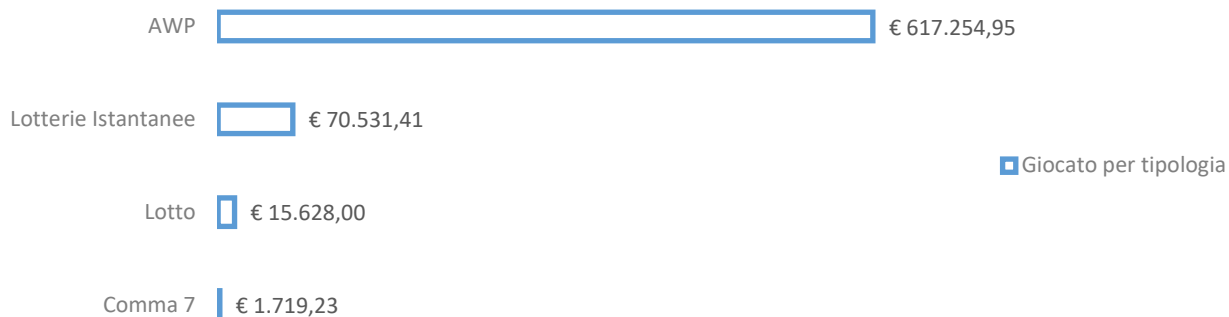 AWP € 617.254,95
Lotterie Istantanee € 70.531,41
Giocato per tipologia
Lotto € 15.628,00
Comma 7 € 1.719,23